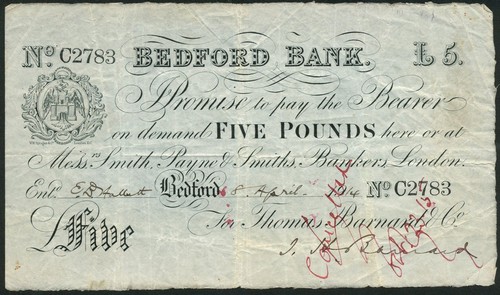 No. C2783 BEDFORD BANK. £5.
I Promise to pay the Bearer
on demand FIVE POUNDS here or at
Messrs Smith, Payne & Smiths, Bankers, London.
Entd. Bedford 8 April No C2783
For Thomas Barnard & Co
£Five
Cancelled